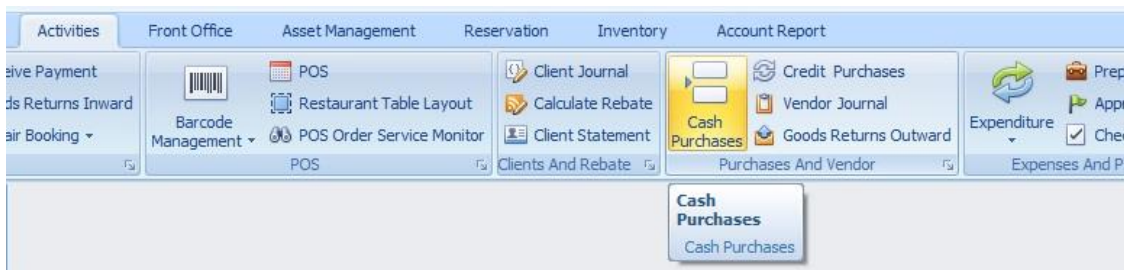 Activities Front Office Asset Management Reservation Inventory Account Report
eive Payment
ds Returns Inward
air Booking
Barcode
Management
POS
Restaurant Table Layout
POS Order Service Monitor
POS
Client Journal
Calculate Rebate
Client Statement
Clients And Rebate
Cash
Purchases
Credit Purchases
Vendor Journal
Goods Returns Outward
Purchases And Vendor
Expenditure
Prep
Appr
Chec
Expenses And P
Cash
Purchases
Cash Purchases